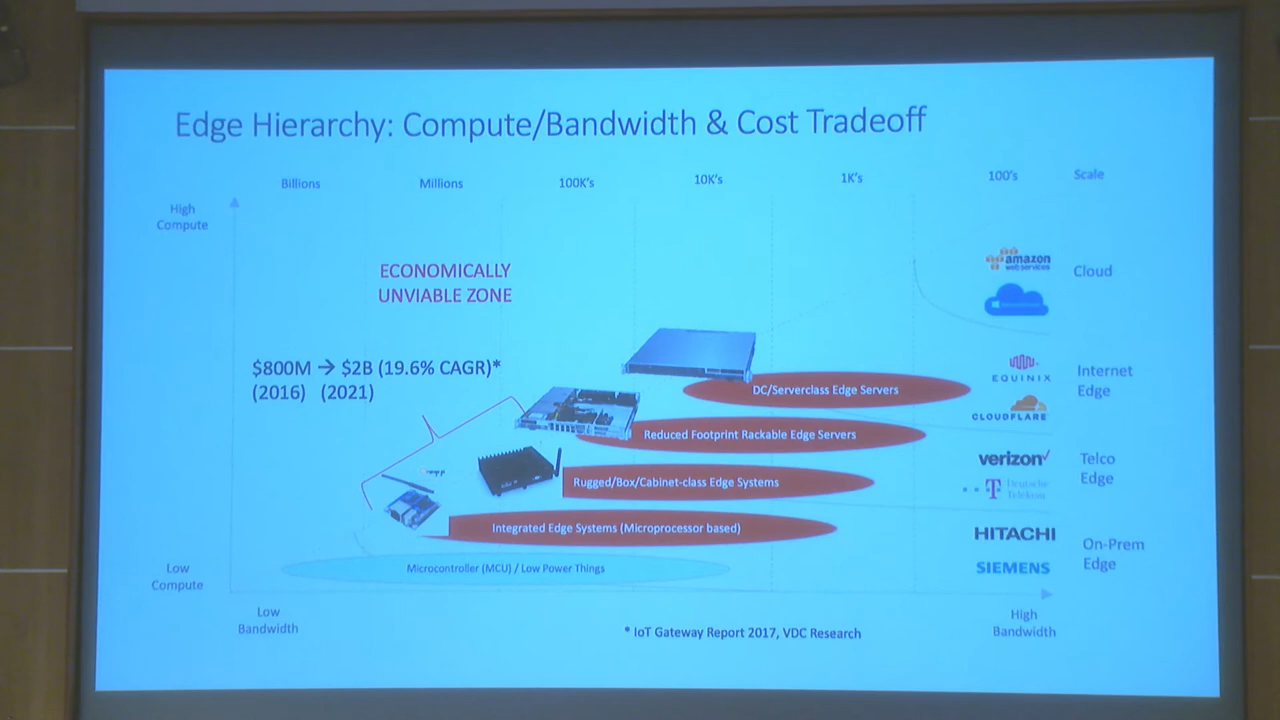 Edge Hierarchy: Compute/Bandwidth & Cost Tradeoff
Billions
Millions
100K's
10K's
1K's
100's
Scale
High
Compute
ECONOMICALLY
UNVIABLE ZONE
amazon
webservices
Cloud
$800M → $2B (19.6% CAGR)*
(2016) (2021)
DC/Serverclass Edge Servers
EQUINIX
CLOUDFLARE
Internet
Edge
Reduced Footprint Rackable Edge Servers
Rugged/Box/Cabinet-class Edge Systems
verizon
T
Deutsche
Telekom
Telco
Edge
Integrated Edge Systems (Microprocessor based)
HITACHI
SIEMENS
On-Prem
Edge
Microcontroller (MCU) / Low Power Things
Low
Compute
Low
Bandwidth
High
Bandwidth
* IoT Gateway Report 2017, VDC Research